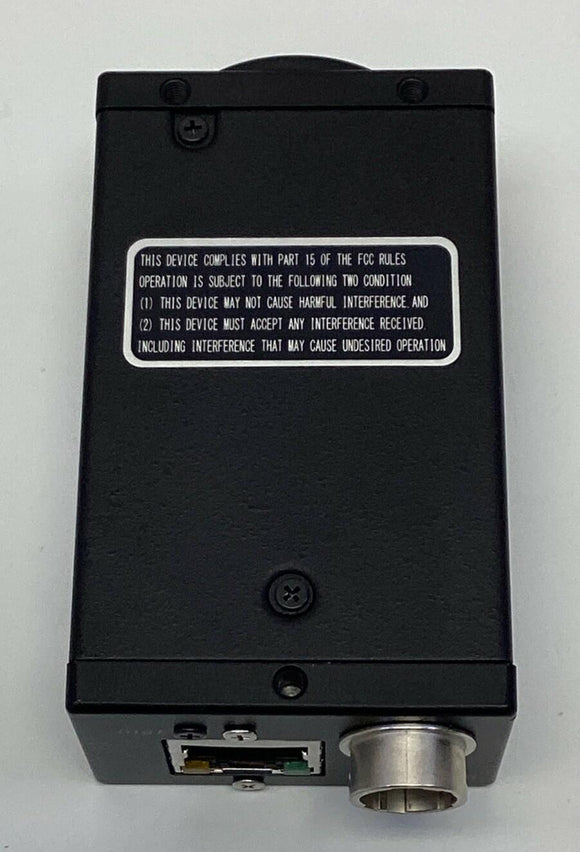 THIS DEVICE COMPLIES WITH PART 15 OF THE FCC RULES
OPERATION IS SUBJECT TO THE FOLLOWING TWO CONDITION
(1) THIS DEVICE MAY NOT CAUSE HARMFUL INTERFERENCE AND
(2) THIS DEVICE MUST ACCEPT ANY INTERFERENCE RECEIVED
INCLUDING INTERFERENCE THAT MAY CAUSE UNDESIRED OPERATION